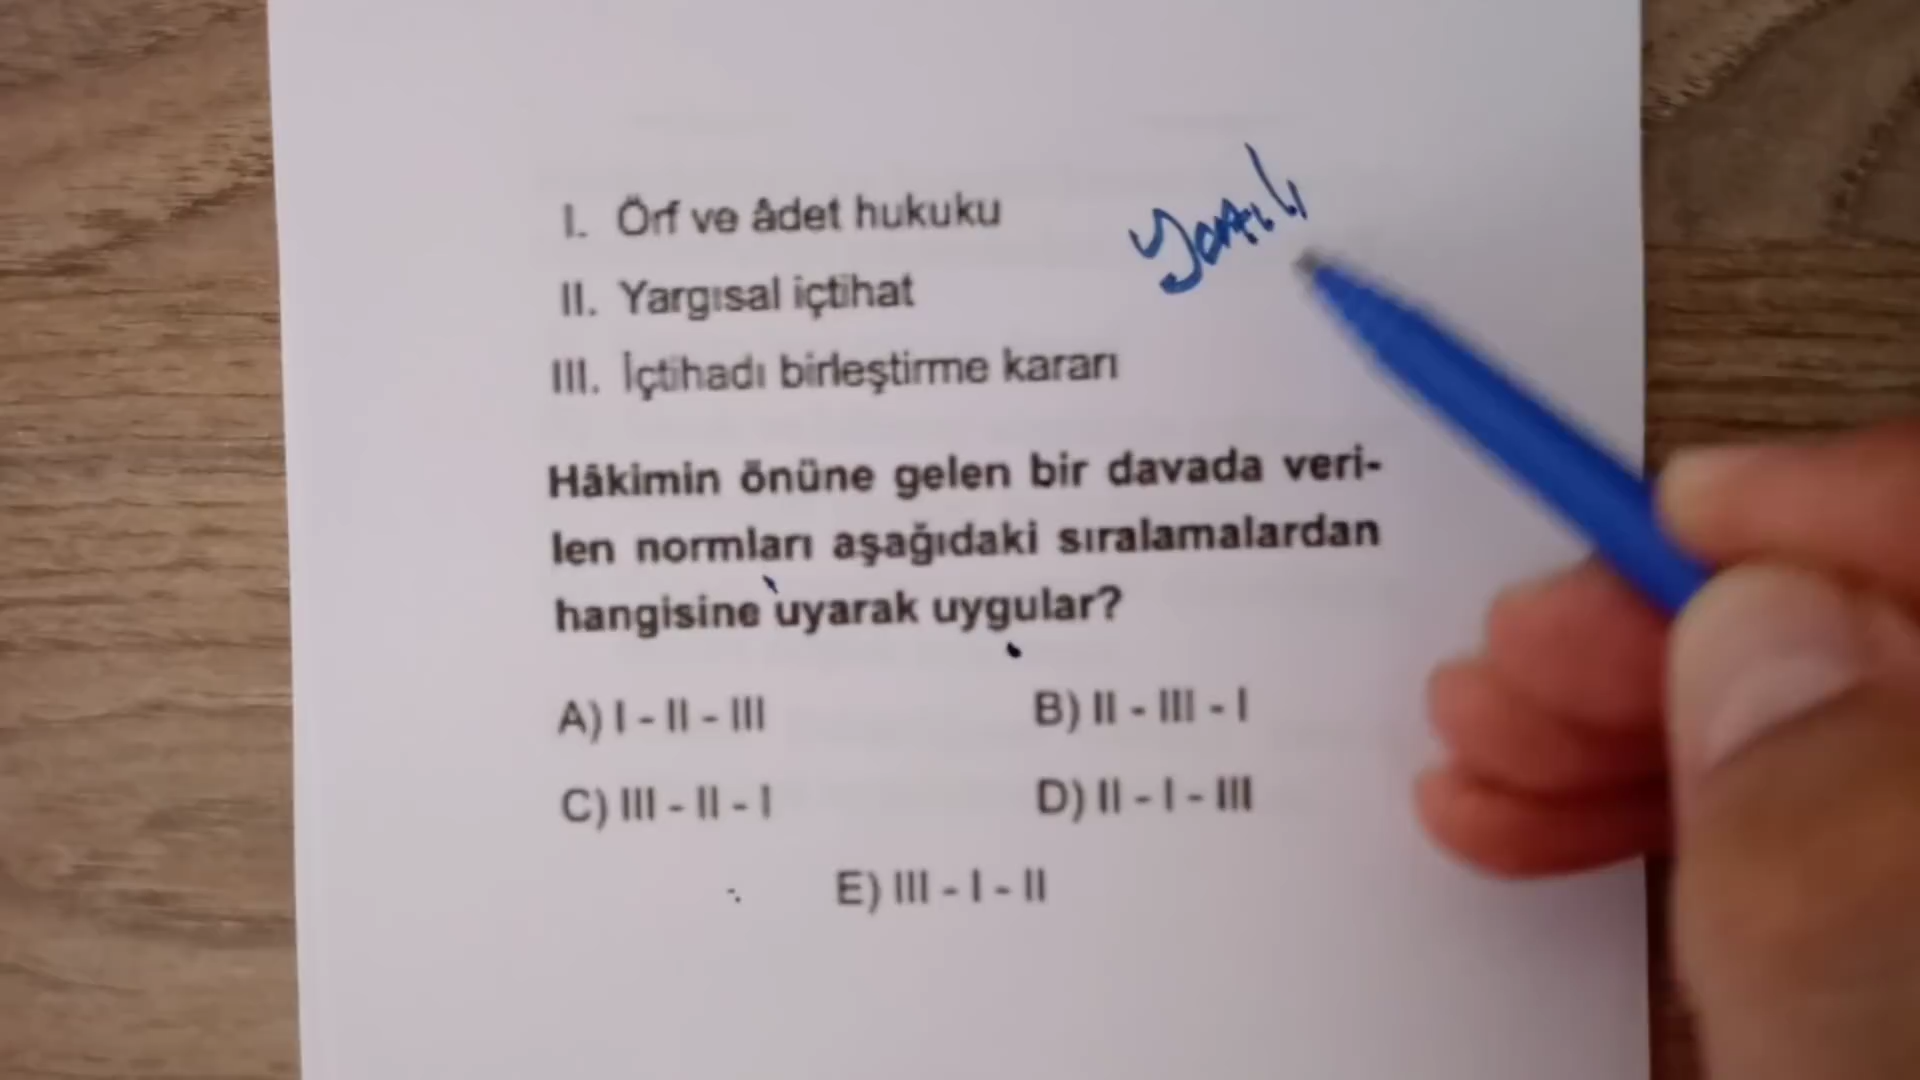 I. Örf ve âdet hukuku
Yazılı
II. Yargısal içtihat
III. İçtihadı birleştirme kararı
Hâkimin önüne gelen bir davada veri-
len normları aşağıdaki sıralamalardan
hangisine uyarak uygular?
A) I - II - III
B) II - III - I
C) III - II - I
D) II - I - III
E) III - I - II